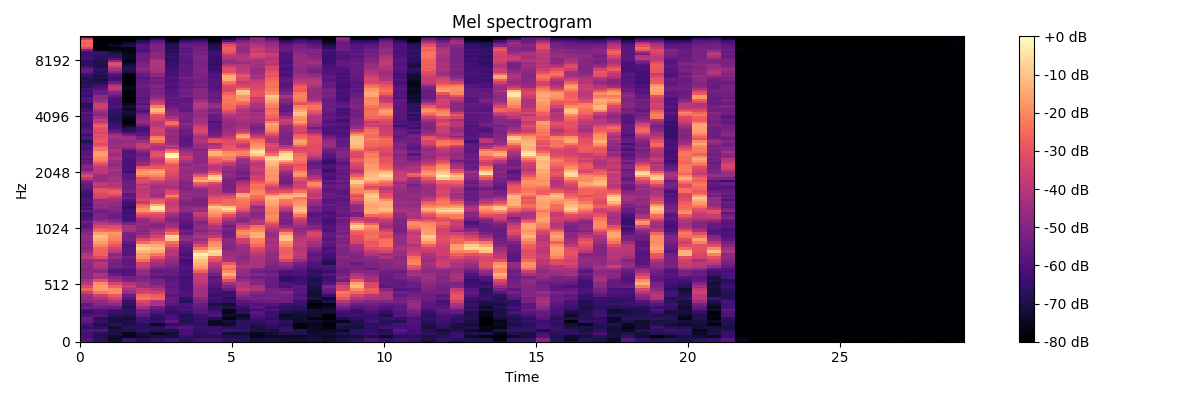 Mel spectrogram
8192
4096
2048
1024
512
0
Hz
0 5 10 15 20 25
Time
+0 dB
-10 dB
-20 dB
-30 dB
-40 dB
-50 dB
-60 dB
-70 dB
-80 dB